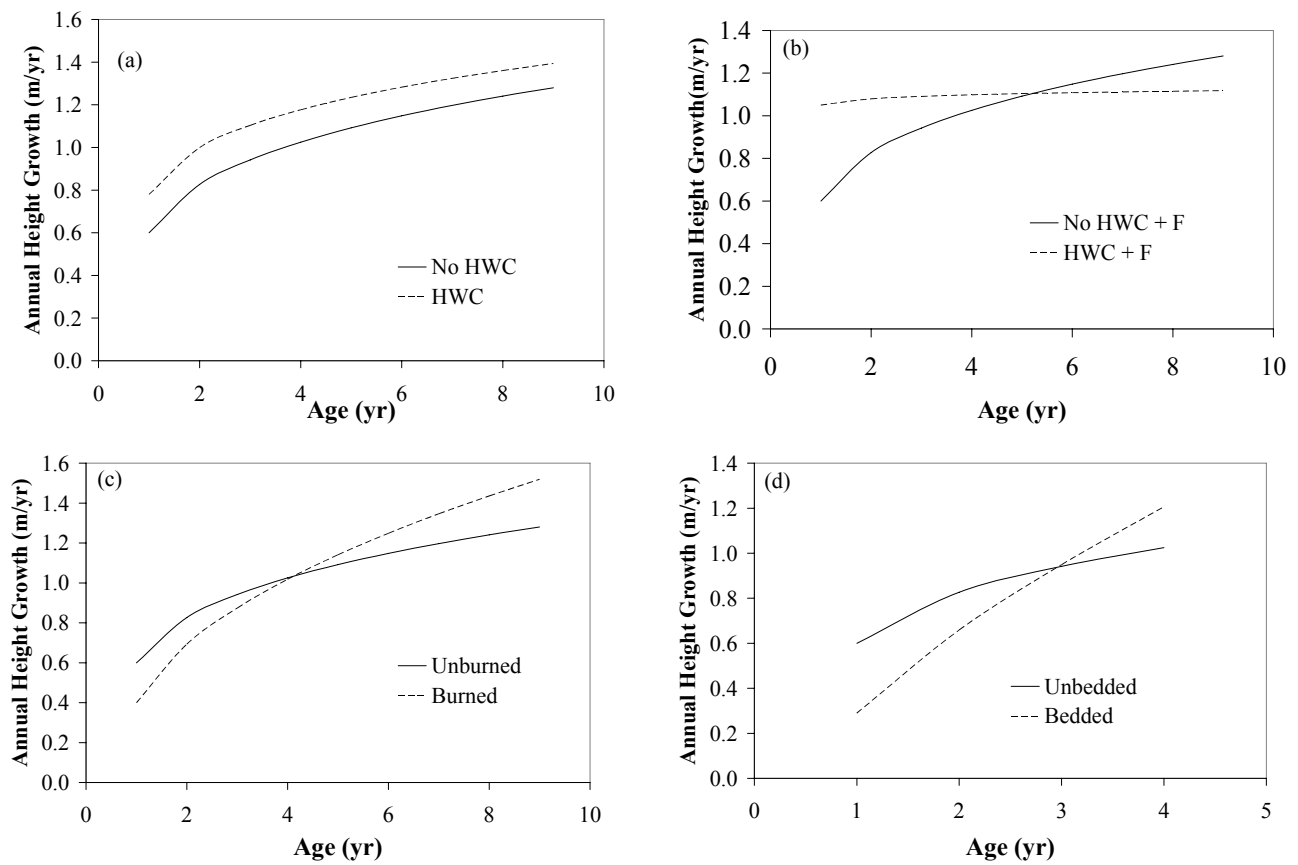 (a)
Annual Height Growth (m/yr)
1.6
1.4
1.2
1.0
0.8
0.6
0.4
0.2
0.0
No HWC
HWC
0 2 4 6 8 10
Age (yr)
(b)
Annual Height Growth(m/yr)
1.4
1.2
1.0
0.8
0.6
0.4
0.2
0.0
No HWC + F
HWC + F
0 2 4 6 8 10
Age (yr)
(c)
Annual Height Growth (m/yr)
1.6
1.4
1.2
1.0
0.8
0.6
0.4
0.2
0.0
Unburned
Burned
0 2 4 6 8 10
Age (yr)
(d)
Annual Height Growth (m/yr)
1.4
1.2
1.0
0.8
0.6
0.4
0.2
0.0
Unbedded
Bedded
0 1 2 3 4 5
Age (yr)